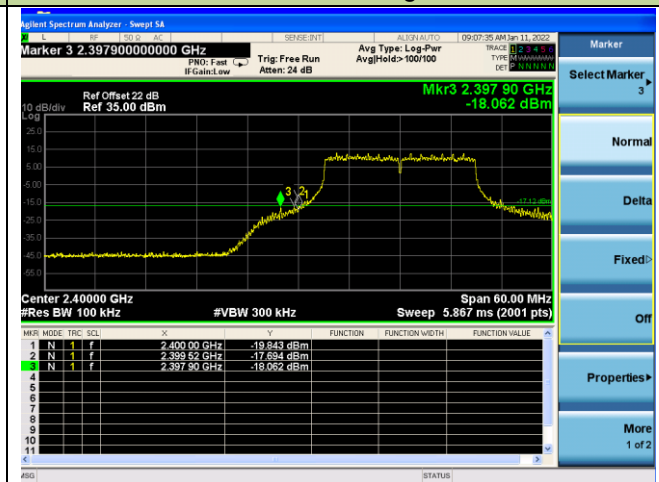 Agilent Spectrum Analyzer - Swept SA
L RF 50 Ω AC SENSE:INT ALIGN AUTO 09:07:35 AM Jan 11, 2022
Marker 3 2.397900000000 GHz
PNO: Fast
IFGain:Low
Trig: Free Run
Atten: 24 dB
Avg Type: Log-Pwr
Avg|Hold:>100/100
TRACE 1 2 3 4 5 6
TYPE M
DET P N N N N N
Mkr3 2.397 90 GHz
-18.062 dBm
Ref Offset 22 dB
10 dB/div Ref 35.00 dBm
Log
25.0
15.0
5.00
-5.00
-15.0
-25.0
-35.0
-45.0
-55.0
3 2 1
-17.12 dBm
Center 2.40000 GHz Span 60.00 MHz
#Res BW 100 kHz #VBW 300 kHz Sweep 5.867 ms (2001 pts)
MKR MODE TRC SCL X Y FUNCTION FUNCTION WIDTH FUNCTION VALUE
1 N 1 f 2.400 00 GHz -19.843 dBm
2 N 1 f 2.399 52 GHz -17.694 dBm
3 N 1 f 2.397 90 GHz -18.062 dBm
4
5
6
7
8
9
10
11
MSG STATUS
Marker
Select Marker
3
Normal
Delta
Fixed
Off
Properties
More
1 of 2